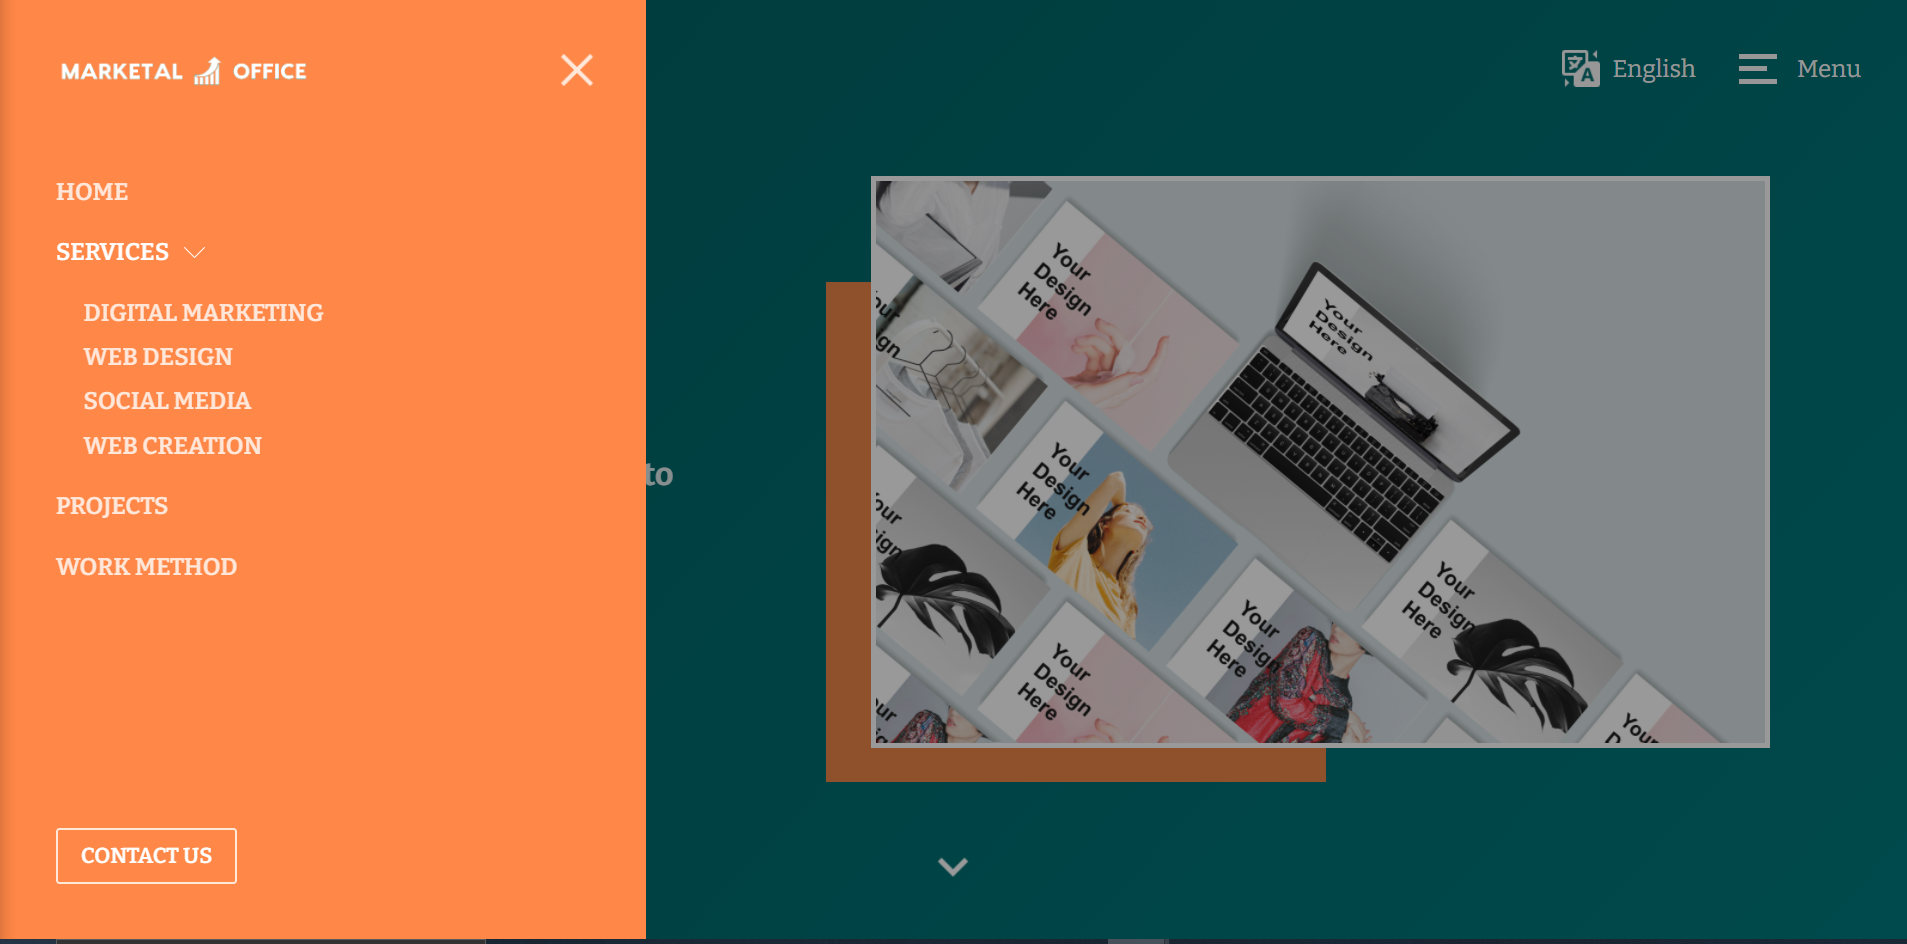 MARKETAL OFFICE
English
Menu
HOME
SERVICES
DIGITAL MARKETING
WEB DESIGN
SOCIAL MEDIA
WEB CREATION
PROJECTS
WORK METHOD
CONTACT US
to
Your
Design
Here
Your
Design
Here
Your
Design
Here
Your
Design
Here
Your
Design
Here
Your
Design
Here
Your